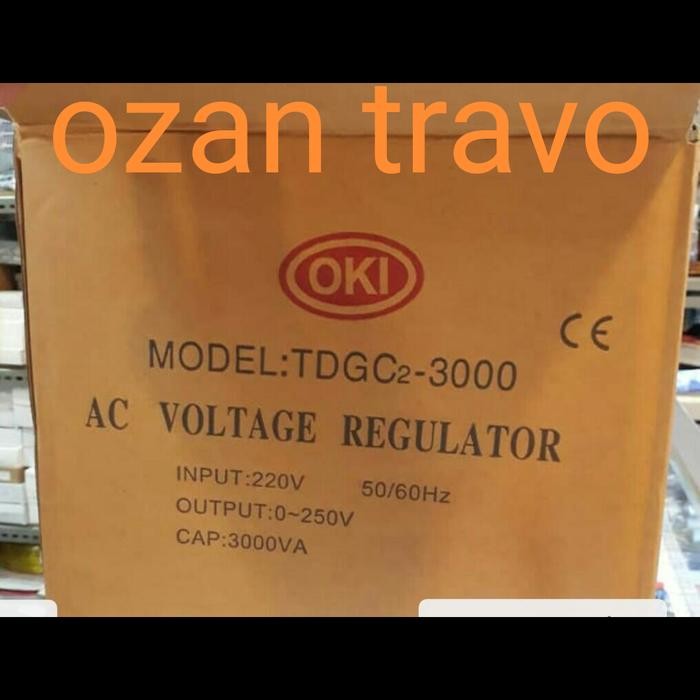 ozan travo
OKI
CE
MODEL:TDGC2-3000
AC VOLTAGE REGULATOR
INPUT:220V 50/60Hz
OUTPUT:0~250V
CAP:3000VA